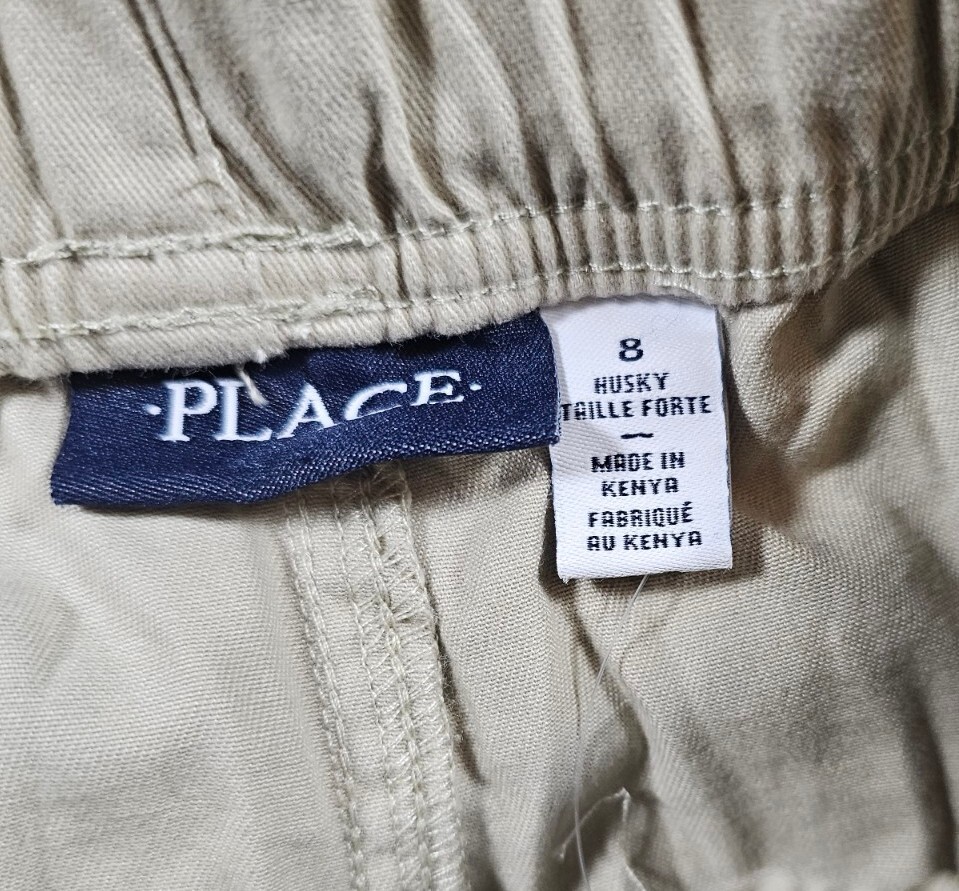 ·PLACE·
8
HUSKY
TAILLE FORTE
~
MADE IN
KENYA
FABRIQUÉ
AU KENYA